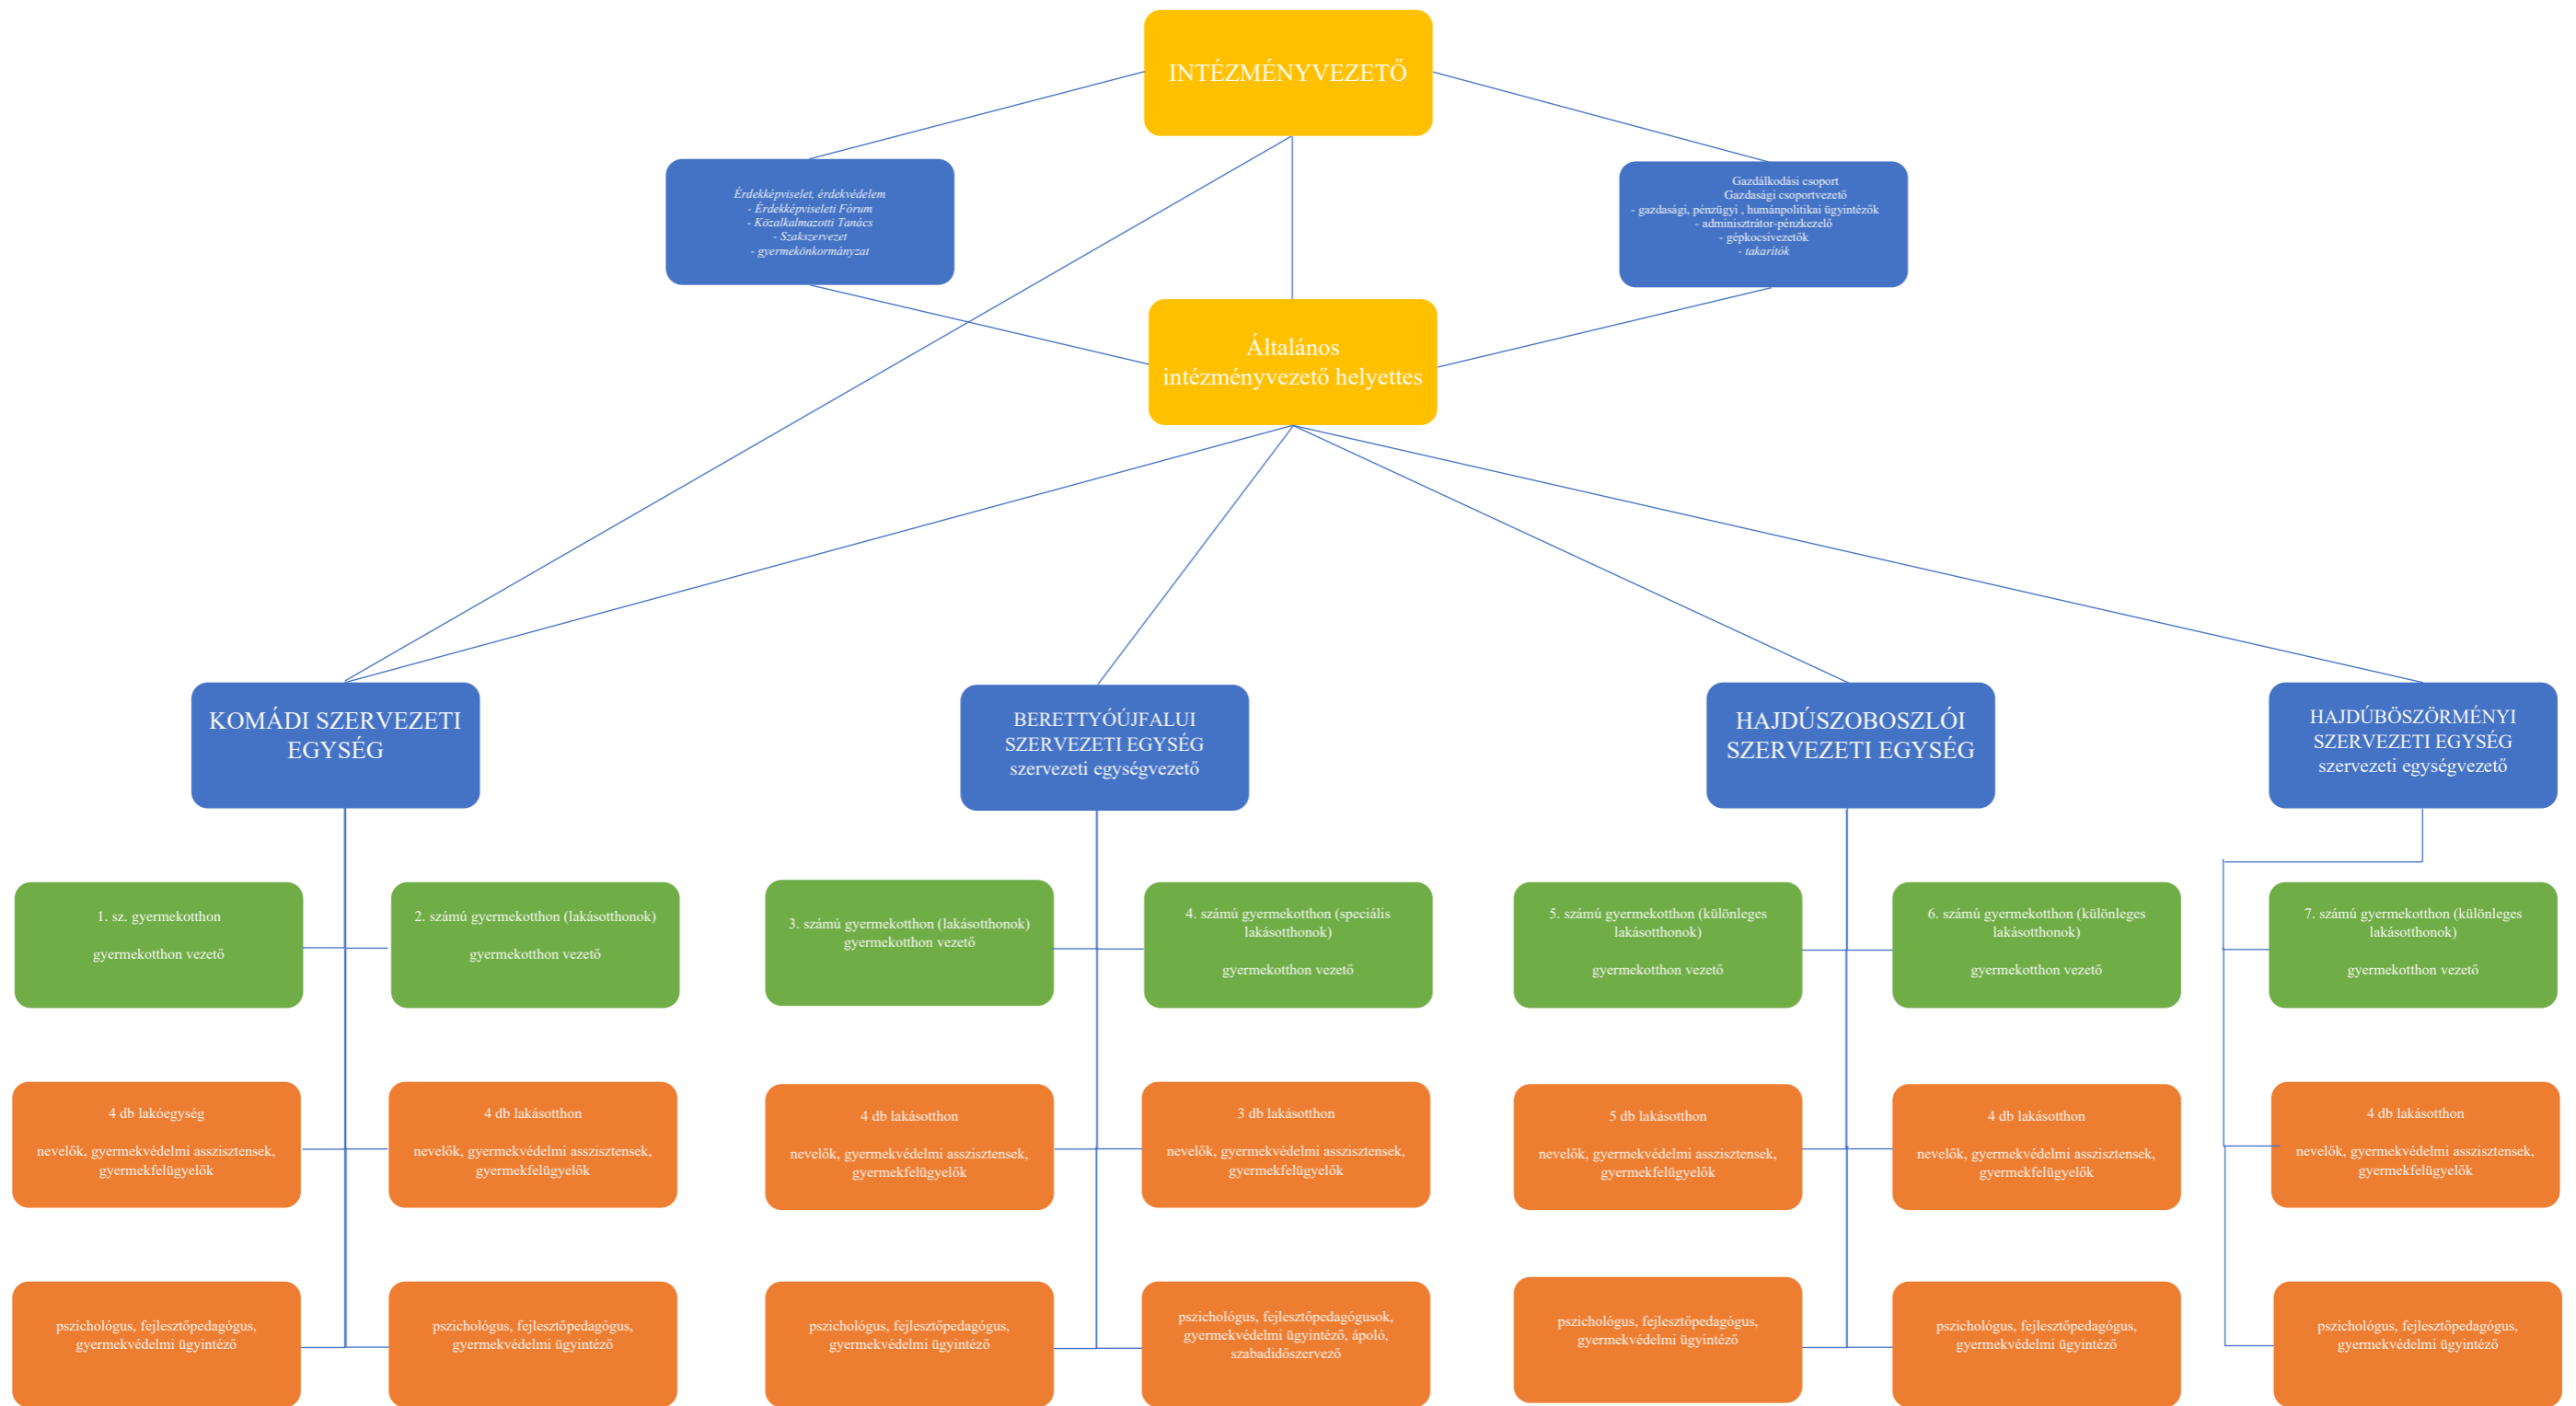 INTÉZMÉNYVEZETŐ
Érdekképviselet, érdekvédelem
- Érdekképviseleti Fórum
- Közalkalmazotti Tanács
- Szakszervezet
- gyermekönkormányzat
Gazdálkodási csoport
Gazdasági csoportvezető
- gazdasági, pénzügyi , humánpolitikai ügyintézők
- adminisztrátor-pénzkezelő
- gépkocsivezetők
- takarítók
Általános
intézményvezető helyettes
KOMÁDI SZERVEZETI
EGYSÉG
BERETTYÓÚJFALUI
SZERVEZETI EGYSÉG
szervezeti egységvezető
HAJDÚSZOBOSZLÓI
SZERVEZETI EGYSÉG
HAJDÚBÖSZÖRMÉNYI
SZERVEZETI EGYSÉG
szervezeti egységvezető
1. sz. gyermekotthon
gyermekotthon vezető
2. számú gyermekotthon (lakásotthonok)
gyermekotthon vezető
3. számú gyermekotthon (lakásotthonok)
gyermekotthon vezető
4. számú gyermekotthon (speciális
lakásotthonok)
gyermekotthon vezető
5. számú gyermekotthon (különleges
lakásotthonok)
gyermekotthon vezető
6. számú gyermekotthon (különleges
lakásotthonok)
gyermekotthon vezető
7. számú gyermekotthon (különleges
lakásotthonok)
gyermekotthon vezető
4 db lakóegység
nevelők, gyermekvédelmi asszisztensek,
gyermekfelügyelők
4 db lakásotthon
nevelők, gyermekvédelmi asszisztensek,
gyermekfelügyelők
4 db lakásotthon
nevelők, gyermekvédelmi asszisztensek,
gyermekfelügyelők
3 db lakásotthon
nevelők, gyermekvédelmi asszisztensek,
gyermekfelügyelők
5 db lakásotthon
nevelők, gyermekvédelmi asszisztensek,
gyermekfelügyelők
4 db lakásotthon
nevelők, gyermekvédelmi asszisztensek,
gyermekfelügyelők
4 db lakásotthon
nevelők, gyermekvédelmi asszisztensek,
gyermekfelügyelők
pszichológus, fejlesztőpedagógus,
gyermekvédelmi ügyintéző
pszichológus, fejlesztőpedagógus,
gyermekvédelmi ügyintéző
pszichológus, fejlesztőpedagógus,
gyermekvédelmi ügyintéző
pszichológus, fejlesztőpedagógusok,
gyermekvédelmi ügyintéző, ápoló,
szabadidőszervező
pszichológus, fejlesztőpedagógus,
gyermekvédelmi ügyintéző
pszichológus, fejlesztőpedagógus,
gyermekvédelmi ügyintéző
pszichológus, fejlesztőpedagógus,
gyermekvédelmi ügyintéző